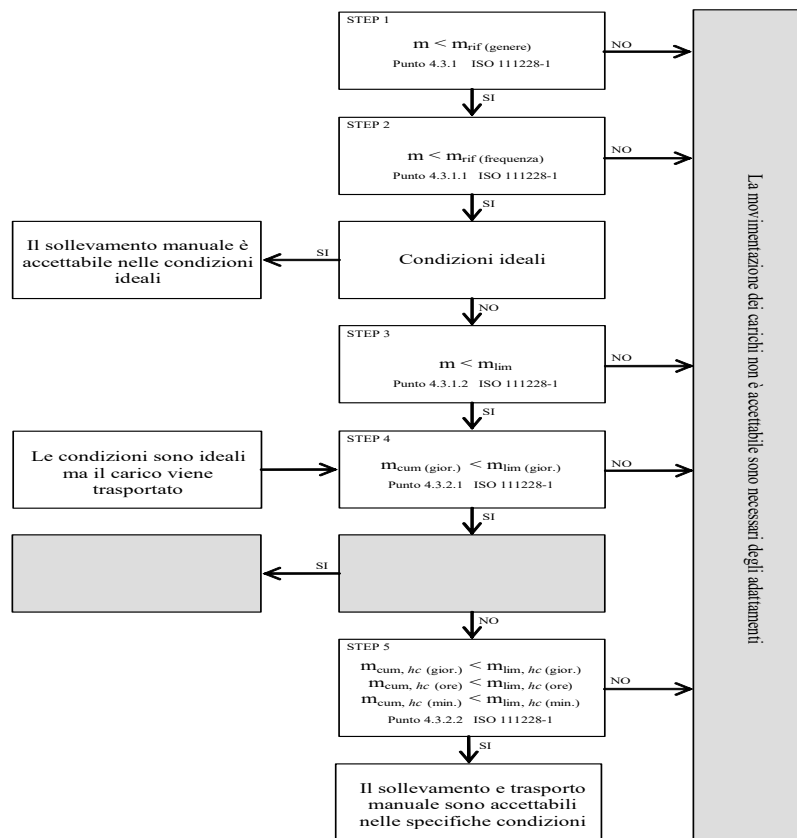 STEP 1
m < mrif (genere)
Punto 4.3.1 ISO 111228-1
NO
SI
STEP 2
m < mrif (frequenza)
Punto 4.3.1.1 ISO 111228-1
NO
SI
Il sollevamento manuale è
accettabile nelle condizioni
ideali
SI
Condizioni ideali
NO
STEP 3
m < mlim
Punto 4.3.1.2 ISO 111228-1
NO
SI
Le condizioni sono ideali
ma il carico viene
trasportato
STEP 4
mcum (gior.) < mlim (gior.)
Punto 4.3.2.1 ISO 111228-1
NO
SI
SI
NO
STEP 5
mcum, hc (gior.) < mlim, hc (gior.)
mcum, hc (ore) < mlim, hc (ore)
mcum, hc (min.) < mlim, hc (min.)
Punto 4.3.2.2 ISO 111228-1
NO
SI
Il sollevamento e trasporto
manuale sono accettabili
nelle specifiche condizioni
La movimentazione dei carichi non è accettabile sono necessari degli adattamenti